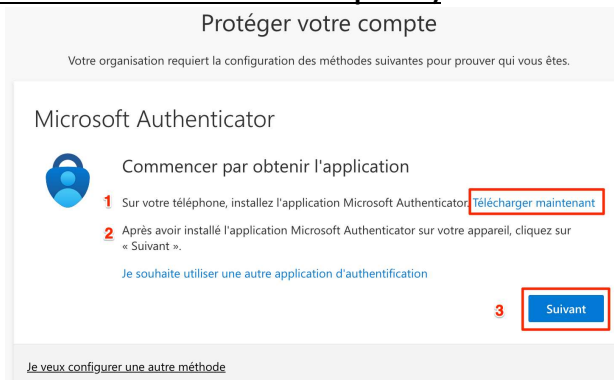 Protéger votre compte
Votre organisation requiert la configuration des méthodes suivantes pour prouver qui vous êtes.
Microsoft Authenticator
Commencer par obtenir l'application
1 Sur votre téléphone, installez l'application Microsoft Authenticator. Télécharger maintenant
2 Après avoir installé l'application Microsoft Authenticator sur votre appareil, cliquez sur
« Suivant ».
Je souhaite utiliser une autre application d'authentification
3 Suivant
Je veux configurer une autre méthode